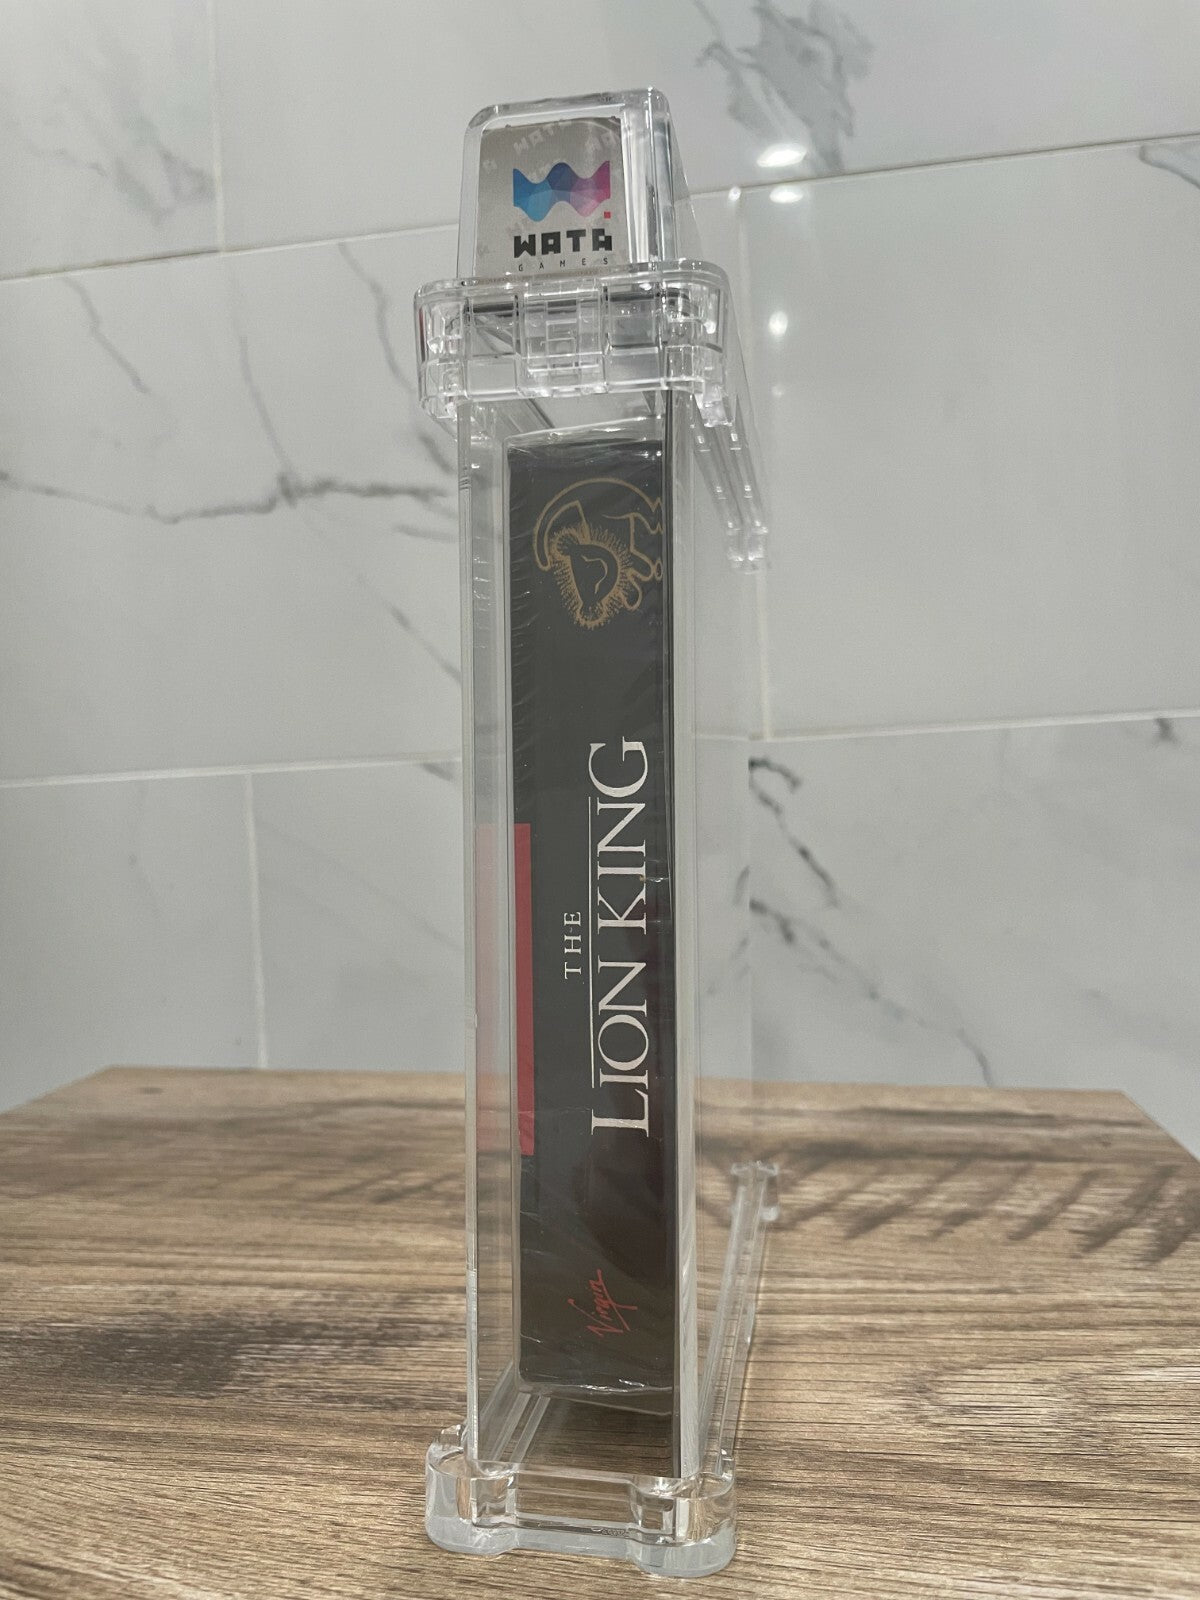 WATA
GAMES
THE
LION KING
Virgin